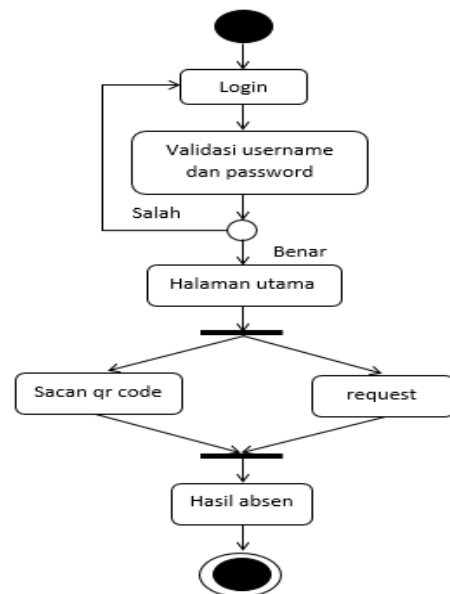 Login
Validasi username
dan password
Salah
Benar
Halaman utama
Sacan qr code
request
Hasil absen